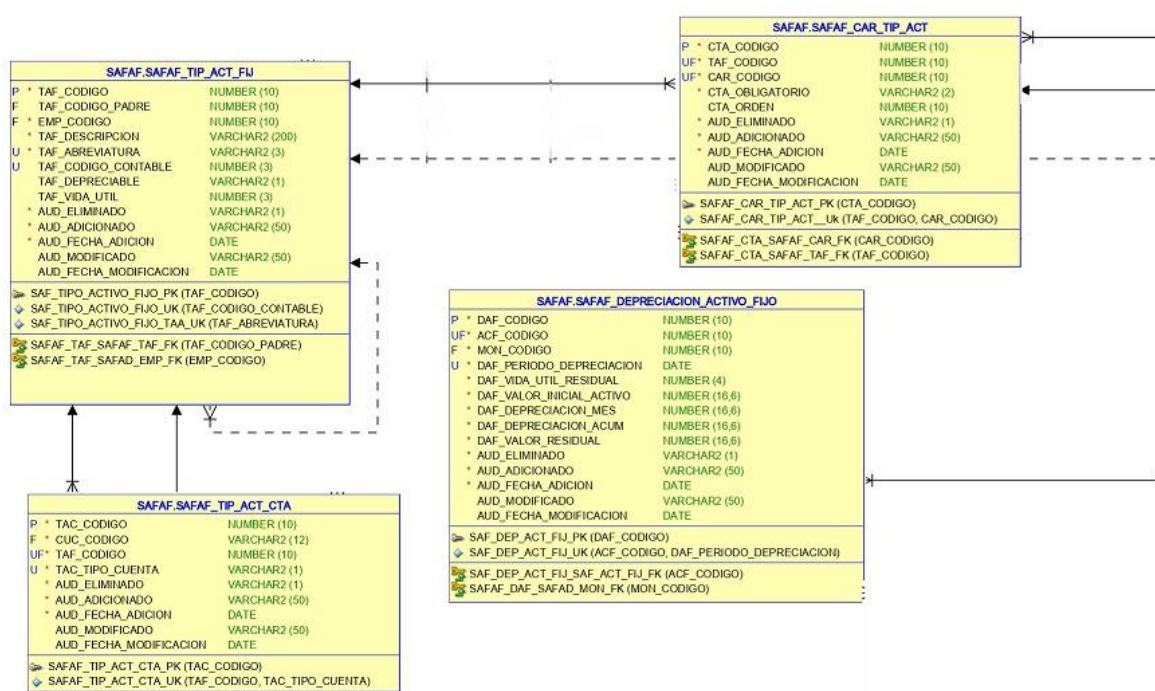 SAFAF.SAFAF_TIP_ACT_FIJ
P * TAF_CODIGO NUMBER (10)
F TAF_CODIGO_PADRE NUMBER (10)
F * EMP_CODIGO NUMBER (10)
* TAF_DESCRIPCION VARCHAR2 (200)
U * TAF_ABREVIATURA VARCHAR2 (3)
U TAF_CODIGO_CONTABLE NUMBER (3)
TAF_DEPRECIABLE VARCHAR2 (1)
TAF_VIDA_UTIL NUMBER (3)
* AUD_ELIMINADO VARCHAR2 (1)
* AUD_ADICIONADO VARCHAR2 (50)
* AUD_FECHA_ADICION DATE
AUD_MODIFICADO VARCHAR2 (50)
AUD_FECHA_MODIFICACION DATE
SAF_TIPO_ACTIVO_FIJO_PK (TAF_CODIGO)
SAF_TIPO_ACTIVO_FIJO_UK (TAF_CODIGO_CONTABLE)
SAF_TIPO_ACTIVO_FIJO_TAA_UK (TAF_ABREVIATURA)
SAFAF_TAF_SAFAF_TAF_FK (TAF_CODIGO_PADRE)
SAFAF_TAF_SAFAD_EMP_FK (EMP_CODIGO)
SAFAF.SAFAF_CAR_TIP_ACT
P * CTA_CODIGO NUMBER (10)
UF* TAF_CODIGO NUMBER (10)
UF* CAR_CODIGO NUMBER (10)
* CTA_OBLIGATORIO VARCHAR2 (2)
CTA_ORDEN NUMBER (10)
* AUD_ELIMINADO VARCHAR2 (1)
* AUD_ADICIONADO VARCHAR2 (50)
* AUD_FECHA_ADICION DATE
AUD_MODIFICADO VARCHAR2 (50)
AUD_FECHA_MODIFICACION DATE
SAFAF_CAR_TIP_ACT_PK (CTA_CODIGO)
SAFAF_CAR_TIP_ACT__Uk (TAF_CODIGO, CAR_CODIGO)
SAFAF_CTA_SAFAF_CAR_FK (CAR_CODIGO)
SAFAF_CTA_SAFAF_TAF_FK (TAF_CODIGO)
SAFAF.SAFAF_DEPRECIACION_ACTIVO_FIJO
P * DAF_CODIGO NUMBER (10)
UF* ACF_CODIGO NUMBER (10)
F * MON_CODIGO NUMBER (10)
U * DAF_PERIODO_DEPRECIACION DATE
* DAF_VIDA_UTIL_RESIDUAL NUMBER (4)
* DAF_VALOR_INICIAL_ACTIVO NUMBER (16,6)
* DAF_DEPRECIACION_MES NUMBER (16,6)
* DAF_DEPRECIACION_ACUM NUMBER (16,6)
* DAF_VALOR_RESIDUAL NUMBER (16,6)
* AUD_ELIMINADO VARCHAR2 (1)
* AUD_ADICIONADO VARCHAR2 (50)
* AUD_FECHA_ADICION DATE
AUD_MODIFICADO VARCHAR2 (50)
AUD_FECHA_MODIFICACION DATE
SAF_DEP_ACT_FIJ_PK (DAF_CODIGO)
SAF_DEP_ACT_FIJ_UK (ACF_CODIGO, DAF_PERIODO_DEPRECIACION)
SAF_DEP_ACT_FIJ_SAF_ACT_FIJ_FK (ACF_CODIGO)
SAFAF_DAF_SAFAD_MON_FK (MON_CODIGO)
SAFAF.SAFAF_TIP_ACT_CTA
P * TAC_CODIGO NUMBER (10)
F * CUC_CODIGO VARCHAR2 (12)
UF* TAF_CODIGO NUMBER (10)
U * TAC_TIPO_CUENTA VARCHAR2 (1)
* AUD_ELIMINADO VARCHAR2 (1)
* AUD_ADICIONADO VARCHAR2 (50)
* AUD_FECHA_ADICION DATE
AUD_MODIFICADO VARCHAR2 (50)
AUD_FECHA_MODIFICACION DATE
SAFAF_TIP_ACT_CTA_PK (TAC_CODIGO)
SAFAF_TIP_ACT_CTA_UK (TAF_CODIGO, TAC_TIPO_CUENTA)